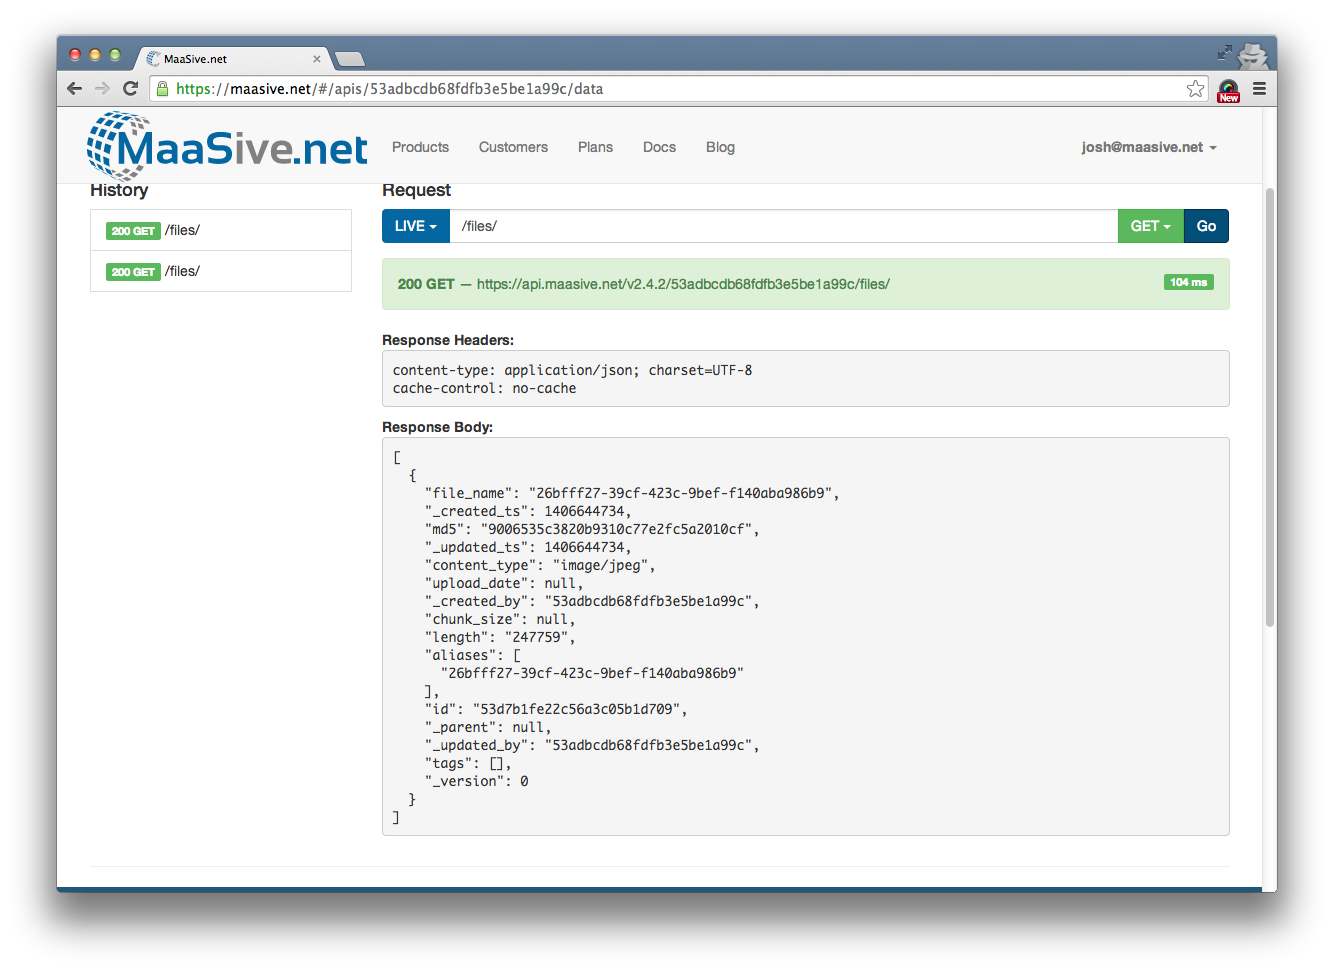 MaaSive.net
https://maasive.net/#/apis/53adbcdb68fdfb3e5be1a99c/data
New
MaaSive.net Products Customers Plans Docs Blog josh@maasive.net
History
200 GET /files/
200 GET /files/
Request
LIVE /files/ GET Go
200 GET — https://api.maasive.net/v2.4.2/53adbcdb68fdfb3e5be1a99c/files/ 104 ms
Response Headers:
content-type: application/json; charset=UTF-8
cache-control: no-cache
Response Body:
[
  {
    "file_name": "26bfff27-39cf-423c-9bef-f140aba986b9",
    "_created_ts": 1406644734,
    "md5": "9006535c3820b9310c77e2fc5a2010cf",
    "_updated_ts": 1406644734,
    "content_type": "image/jpeg",
    "upload_date": null,
    "_created_by": "53adbcdb68fdfb3e5be1a99c",
    "chunk_size": null,
    "length": "247759",
    "aliases": [
      "26bfff27-39cf-423c-9bef-f140aba986b9"
    ],
    "id": "53d7b1fe22c56a3c05b1d709",
    "_parent": null,
    "_updated_by": "53adbcdb68fdfb3e5be1a99c",
    "tags": [],
    "_version": 0
  }
]